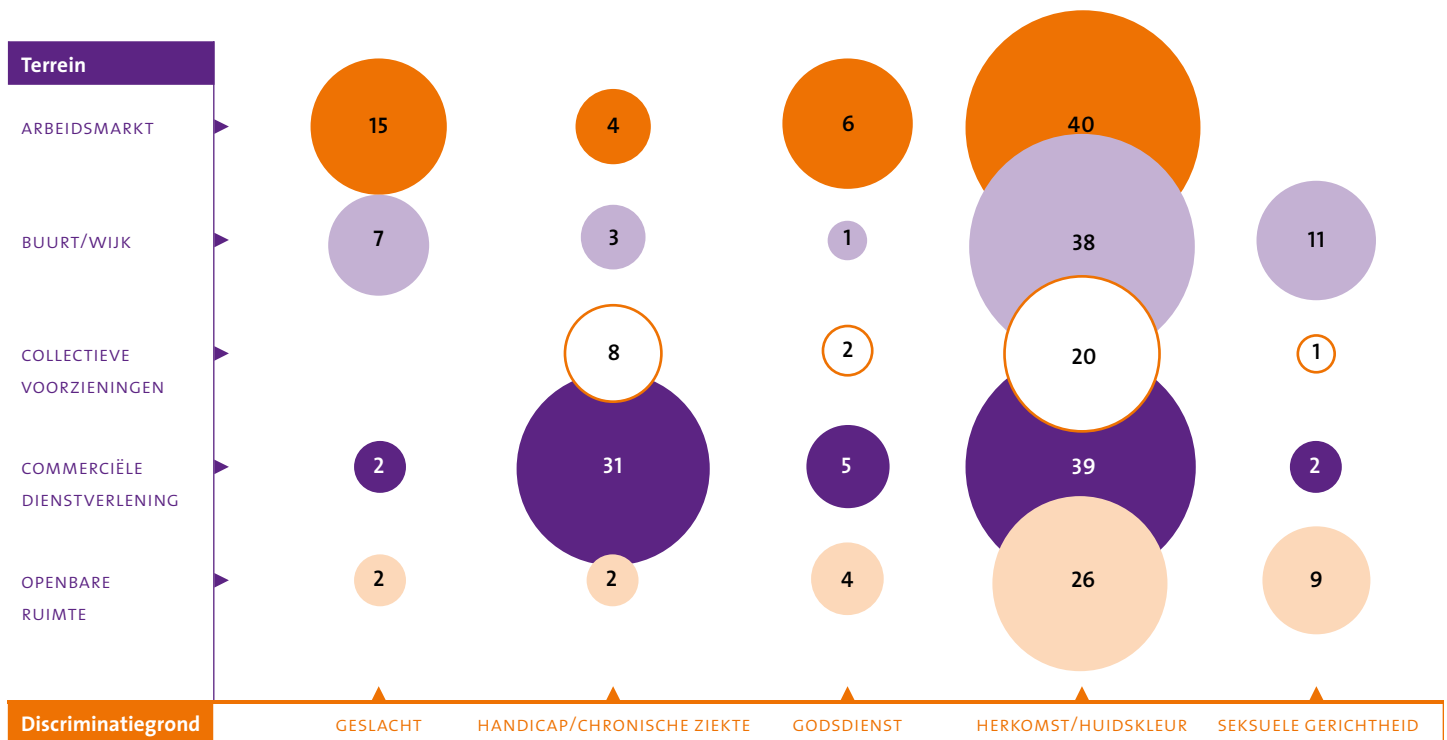 Terrein
ARBEIDSMARKT
15
4
6
40
BUURT/WIJK
7
3
1
38
11
COLLECTIEVE
VOORZIENINGEN
8
2
20
1
COMMERCIËLE
DIENSTVERLENING
2
31
5
39
2
OPENBARE
RUIMTE
2
2
4
26
9
Discriminatiegrond
GESLACHT
HANDICAP/CHRONISCHE ZIEKTE
GODSDIENST
HERKOMST/HUIDSKLEUR
SEKSUELE GERICHTHEID